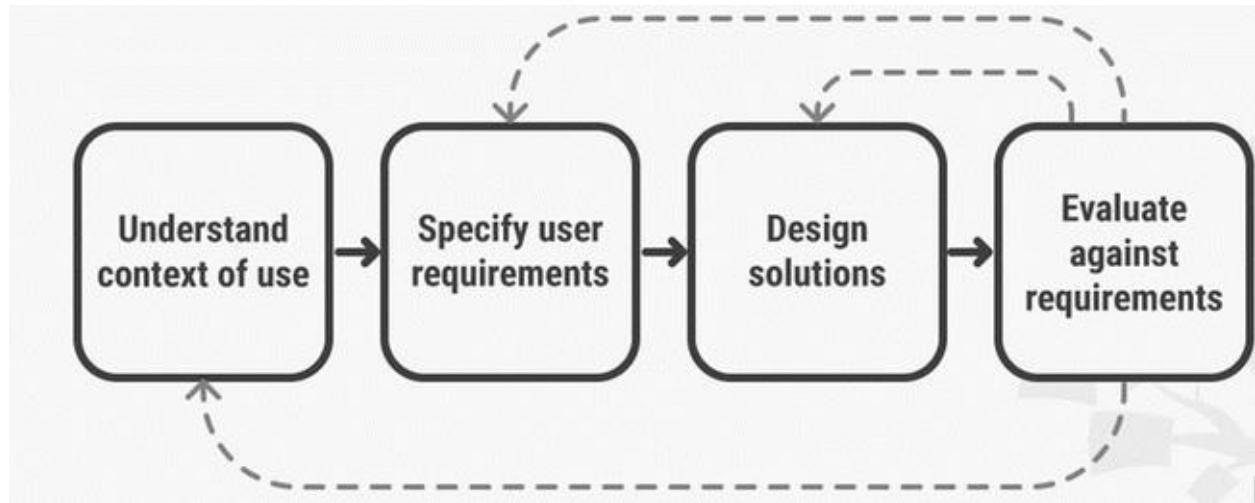 Understand
context of use
Specify user
requirements
Design
solutions
Evaluate
against
requirements